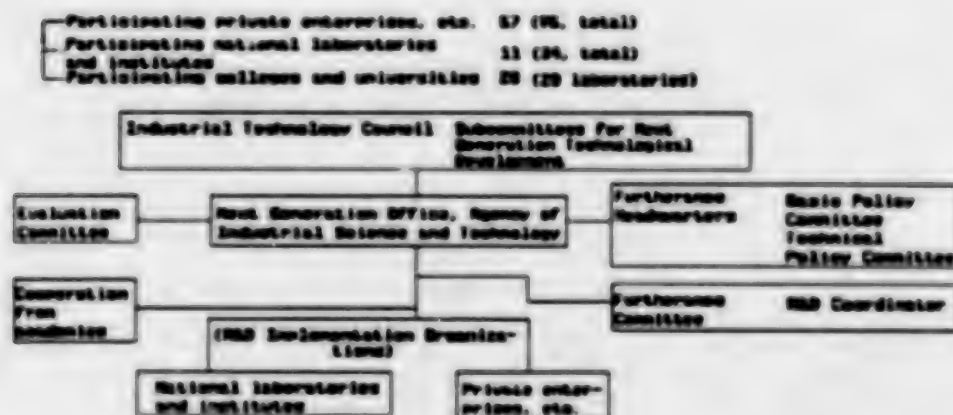 Participating private enterprises, etc. 57 (95, total)
Participating national laboratories
and institutes 11 (24, total)
Participating colleges and universities 28 (29 laboratories)
Industrial Technology Council
Subcommittee for Next
Generation Technological
Development
Evaluation
Committee
Next Generation Office, Agency of
Industrial Science and Technology
Furtherance
Headquarters
Basic Policy
Committee
Technical
Policy Committee
Cooperation
from
academics
Furtherance
Committee
R&D Coordinator
(R&D Implementation Organiza-
tions)
National laboratories
and institutes
Private enter-
prises, etc.